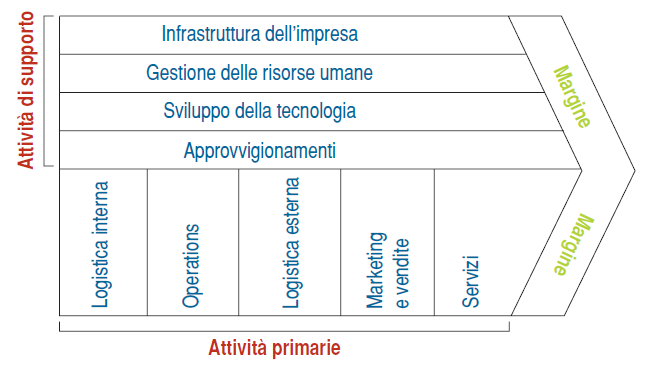 Attività di supporto
Infrastruttura dell'impresa
Gestione delle risorse umane
Sviluppo della tecnologia
Approvvigionamenti
Margine
Logistica interna
Operations
Logistica esterna
Marketing
e vendite
Servizi
Margine
Attività primarie